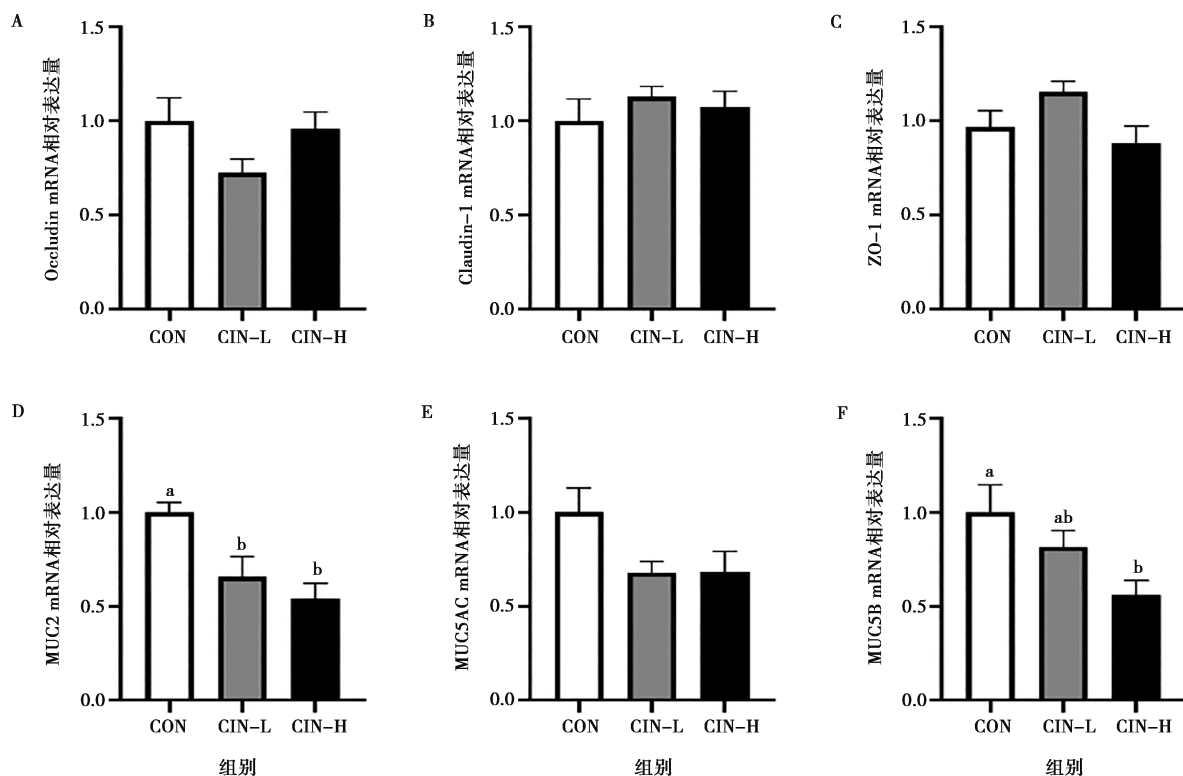 A
Occludin mRNA相对表达量
1.5
1.0
0.5
0.0
CON CIN-L CIN-H
B
Claudin-1 mRNA相对表达量
1.5
1.0
0.5
0.0
CON CIN-L CIN-H
C
ZO-1 mRNA相对表达量
1.5
1.0
0.5
0.0
CON CIN-L CIN-H
D
MUC2 mRNA相对表达量
1.5
1.0
0.5
0.0
a
b
b
CON CIN-L CIN-H
组别
E
MUC5AC mRNA相对表达量
1.5
1.0
0.5
0.0
CON CIN-L CIN-H
组别
F
MUC5B mRNA相对表达量
1.5
1.0
0.5
0.0
a
ab
b
CON CIN-L CIN-H
组别